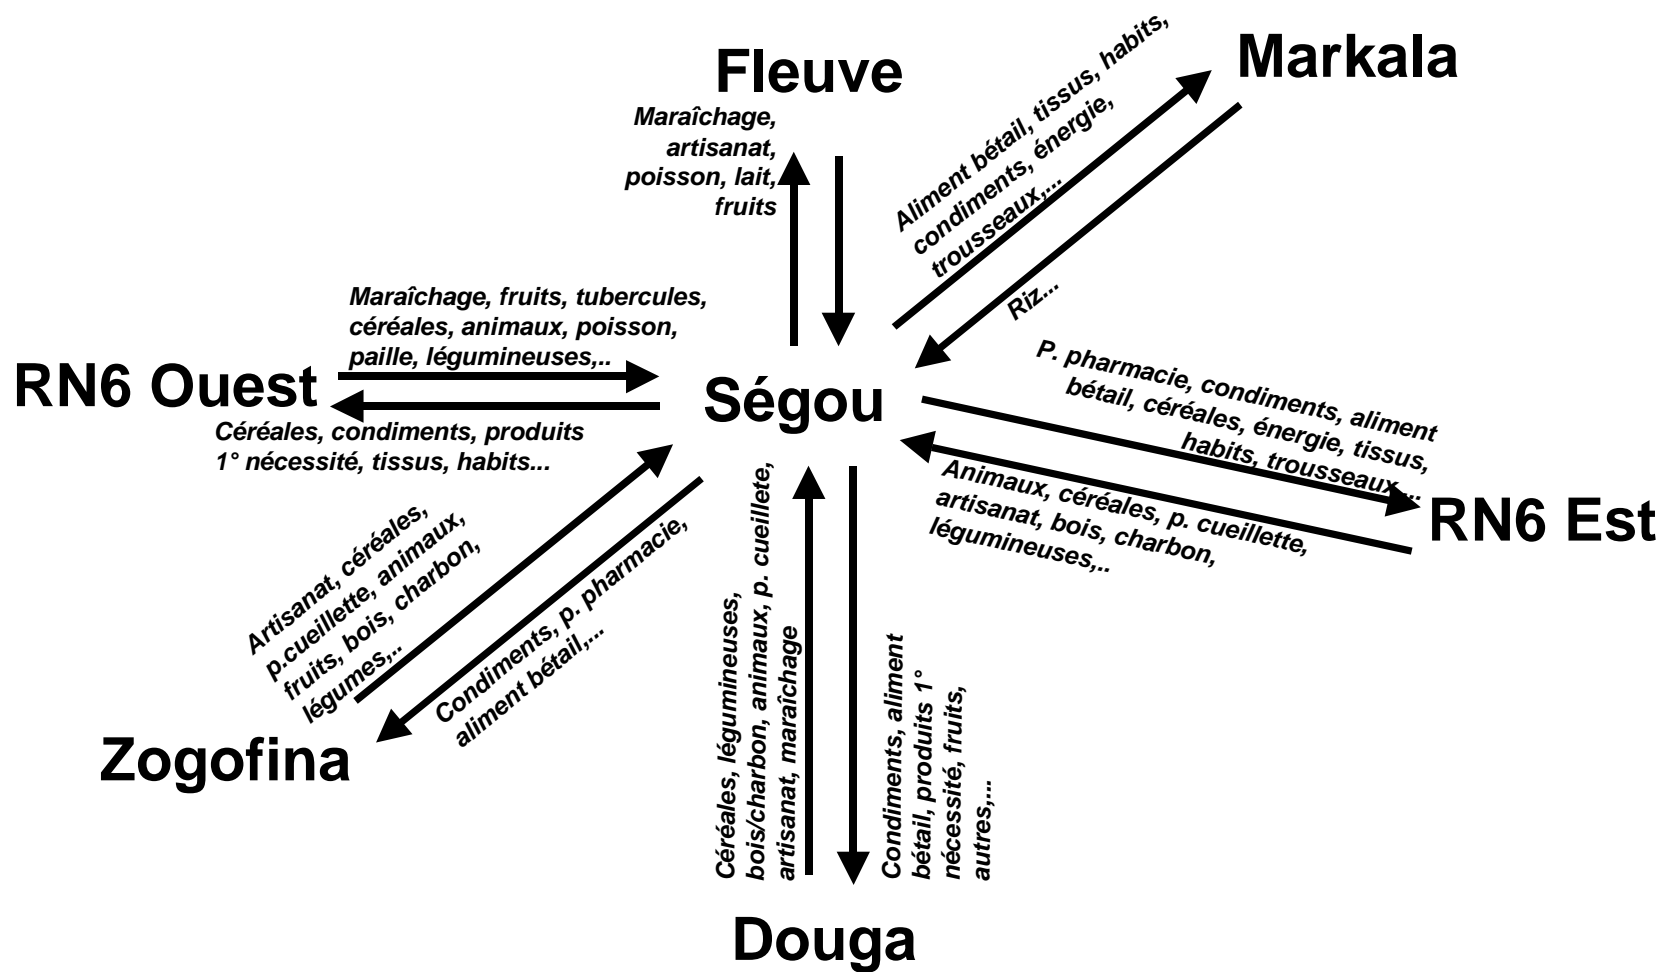 Fleuve
Maraîchage,
artisanat,
poisson, lait,
fruits
Markala
Aliment bétail, tissus, habits,
condiments, énergie,
trousseaux,...
Riz...
Maraîchage, fruits, tubercules,
céréales, animaux, poisson,
paille, légumineuses,..
RN6 Ouest
Céréales, condiments, produits
1° nécessité, tissus, habits...
Ségou
P. pharmacie, condiments, aliment
bétail, céréales, énergie, tissus,
habits, trousseaux,...
Animaux, céréales, p. cueillette,
artisanat, bois, charbon,
légumineuses,..
RN6 Est
Artisanat, céréales,
p.cueillette, animaux,
fruits, bois, charbon,
légumes,..
Condiments, p. pharmacie,
aliment bétail,...
Zogofina
Céréales, légumineuses,
bois/charbon, animaux, p. cueillete,
artisanat, maraîchage
Condiments, aliment
bétail, produits 1°
nécessité, fruits,
autres,...
Douga